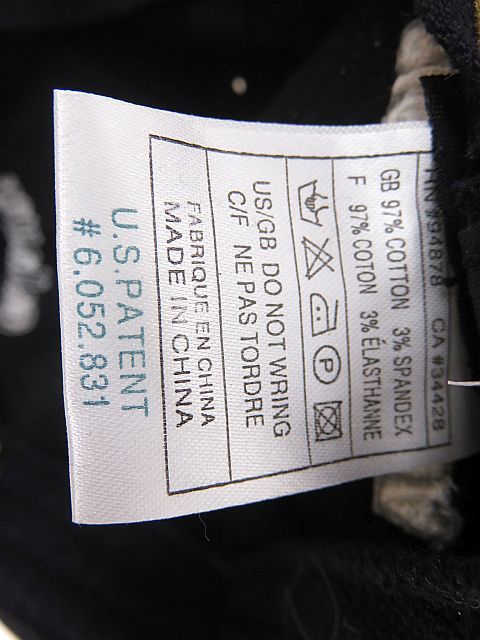 RN #94878 CA #34428
GB 97% COTTON 3% SPANDEX
F 97% COTON 3% ÉLASTHANNE
P
US/GB DO NOT WRING
C/F NE PAS TORDRE
FABRIQUE EN CHINA
MADE IN CHINA
U.S.PATENT
# 6.052.831